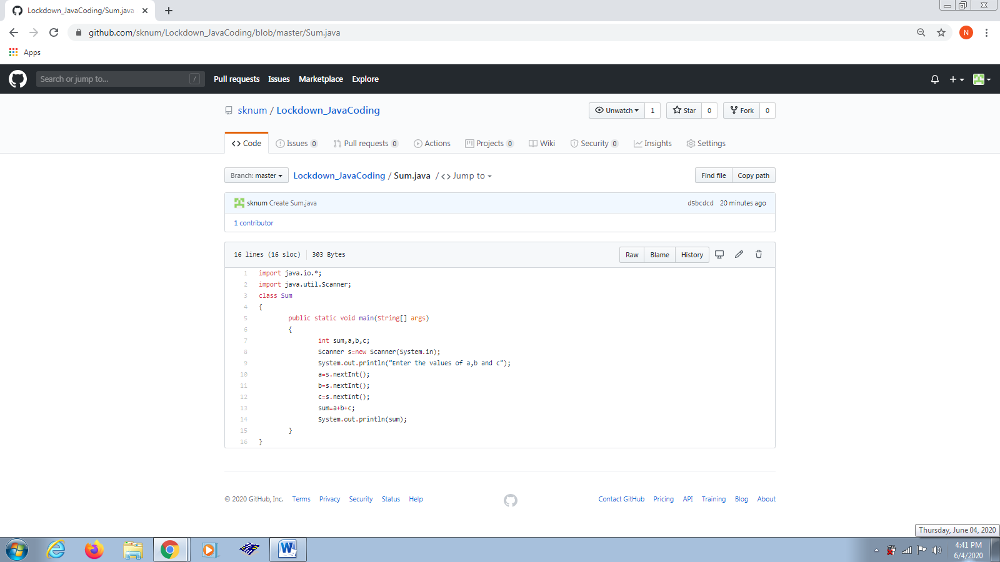 Lockdown_JavaCoding/Sum.java
github.com/sknum/Lockdown_JavaCoding/blob/master/Sum.java
N
Apps
Search or jump to... /
Pull requests Issues Marketplace Explore
sknum / Lockdown_JavaCoding
Unwatch 1 Star 0 Fork 0
Code Issues 0 Pull requests 0 Actions Projects 0 Wiki Security 0 Insights Settings
Branch: master Lockdown_JavaCoding / Sum.java / <> Jump to
Find file Copy path
sknum Create Sum.java d5bcdcd 20 minutes ago
1 contributor
16 lines (16 sloc) 303 Bytes Raw Blame History
1 import java.io.*;
2 import java.util.Scanner;
3 class Sum
4 {
5 public static void main(String[] args)
6 {
7 int sum,a,b,c;
8 Scanner s=new Scanner(System.in);
9 System.out.println("Enter the values of a,b and c");
10 a=s.nextInt();
11 b=s.nextInt();
12 c=s.nextInt();
13 sum=a+b+c;
14 System.out.println(sum);
15 }
16 }
© 2020 GitHub, Inc. Terms Privacy Security Status Help Contact GitHub Pricing API Training Blog About
Thursday, June 04, 2020
4:41 PM
6/4/2020